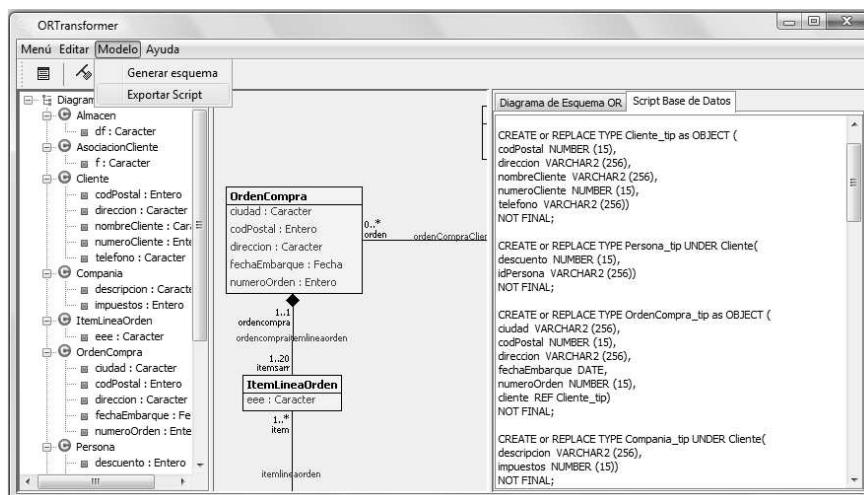 ORTransformer
Menú Editar Modelo Ayuda
Generar esquema
Exportar Script
Almacen
df : Caracter
AsociacionCliente
f : Caracter
Cliente
codPostal : Entero
direccion : Caracter
nombreCliente : Car
numeroCliente : Ente
telefono : Caracter
Compania
descripcion : Caracte
impuestos : Entero
ItemLineaOrden
eee : Caracter
OrdenCompra
ciudad : Caracter
codPostal : Entero
direccion : Caracter
fechaEmbarque : Fe
numeroOrden : Ente
Persona
descuento : Entero
OrdenCompra
ciudad : Caracter
codPostal : Entero
direccion : Caracter
fechaEmbarque : Fecha
numeroOrden : Entero
0..*
orden
ordenCompraClien
1..1
ordencompra
ordencompraitemlineaorden
1..20
itemsarr
ItemLineaOrden
eee : Caracter
1..*
item
itemlineaorden
Diagrama de Esquema OR Script Base de Datos
CREATE or REPLACE TYPE Cliente_tip as OBJECT (
codPostal NUMBER (15),
direccion VARCHAR2 (256),
nombreCliente VARCHAR2 (256),
numeroCliente NUMBER (15),
telefono VARCHAR2 (256))
NOT FINAL;
CREATE or REPLACE TYPE Persona_tip UNDER Cliente(
descuento NUMBER (15),
idPersona VARCHAR2 (256))
NOT FINAL;
CREATE or REPLACE TYPE OrdenCompra_tip as OBJECT (
ciudad VARCHAR2 (256),
codPostal NUMBER (15),
direccion VARCHAR2 (256),
fechaEmbarque DATE,
numeroOrden NUMBER (15),
cliente REF Cliente_tip)
NOT FINAL;
CREATE or REPLACE TYPE Compania_tip UNDER Cliente(
descripcion VARCHAR2 (256),
impuestos NUMBER (15))
NOT FINAL;